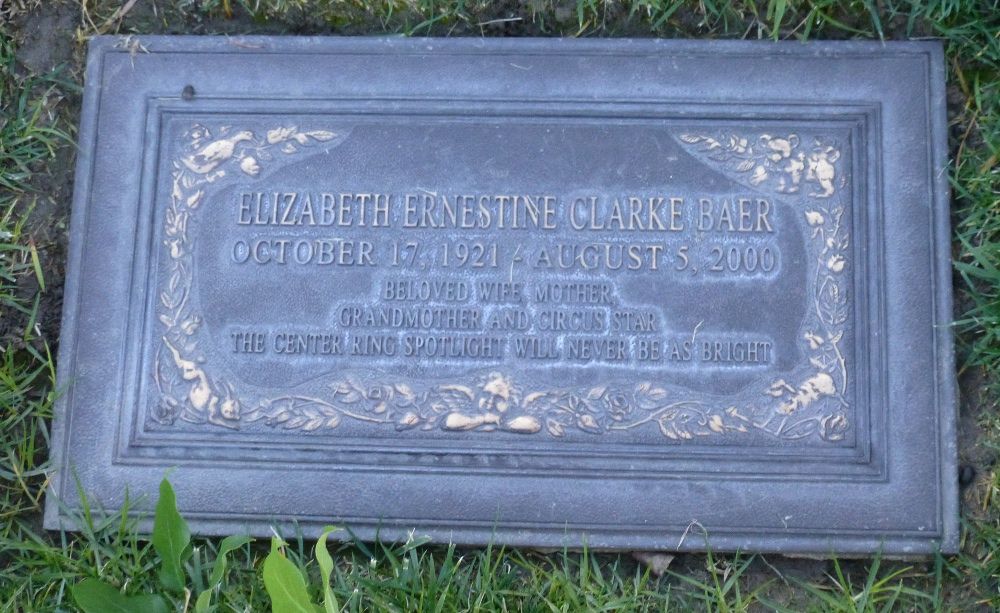 ELIZABETH ERNESTINE CLARKE BAER
OCTOBER 17, 1921 / AUGUST 5, 2000
BELOVED WIFE, MOTHER,
GRANDMOTHER AND CIRCUS STAR
THE CENTER RING SPOTLIGHT WILL NEVER BE AS BRIGHT